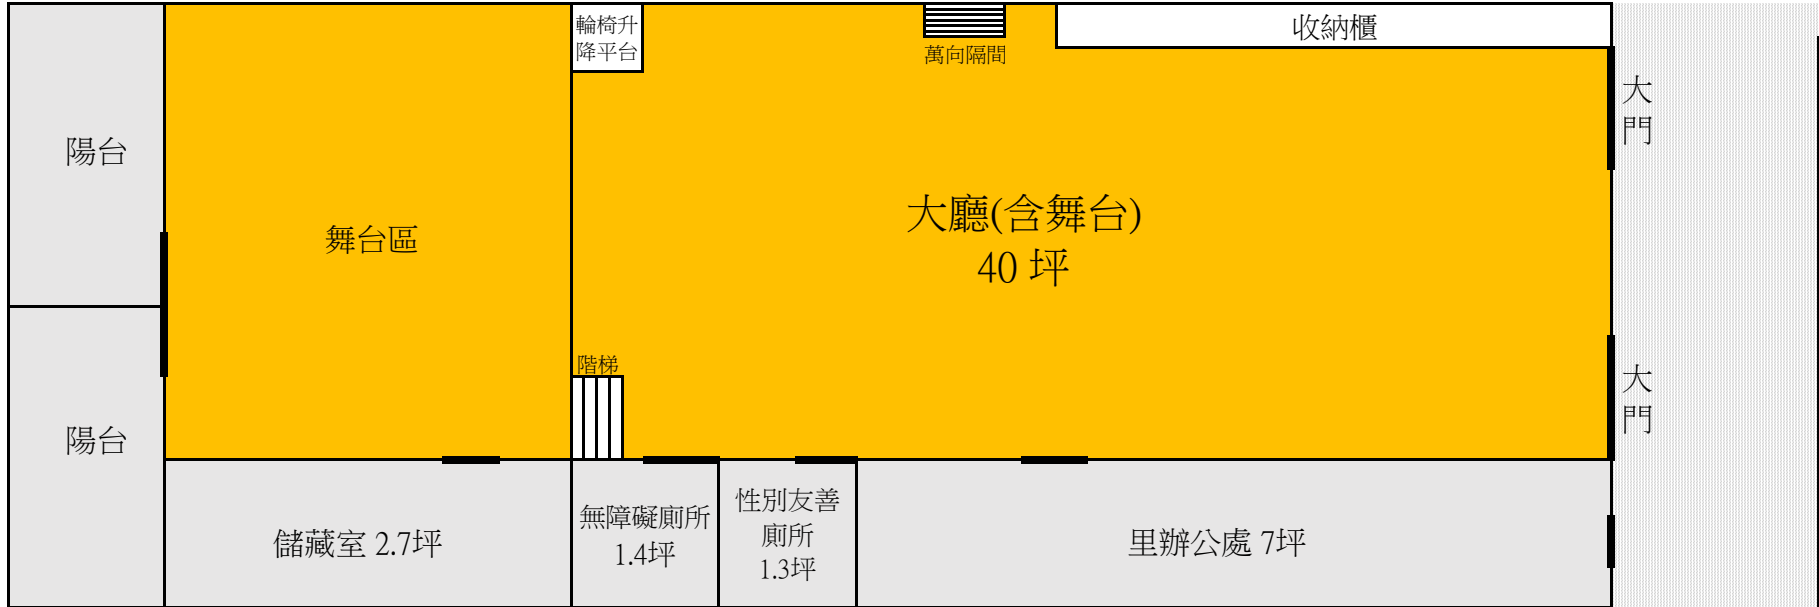 輪椅升
降平台
萬向隔間
收納櫃
大
門
陽台
舞台區
大廳(含舞台)
40 坪
階梯
大
門
陽台
儲藏室 2.7坪
無障礙廁所
1.4坪
性別友善
廁所
1.3坪
里辦公處 7坪